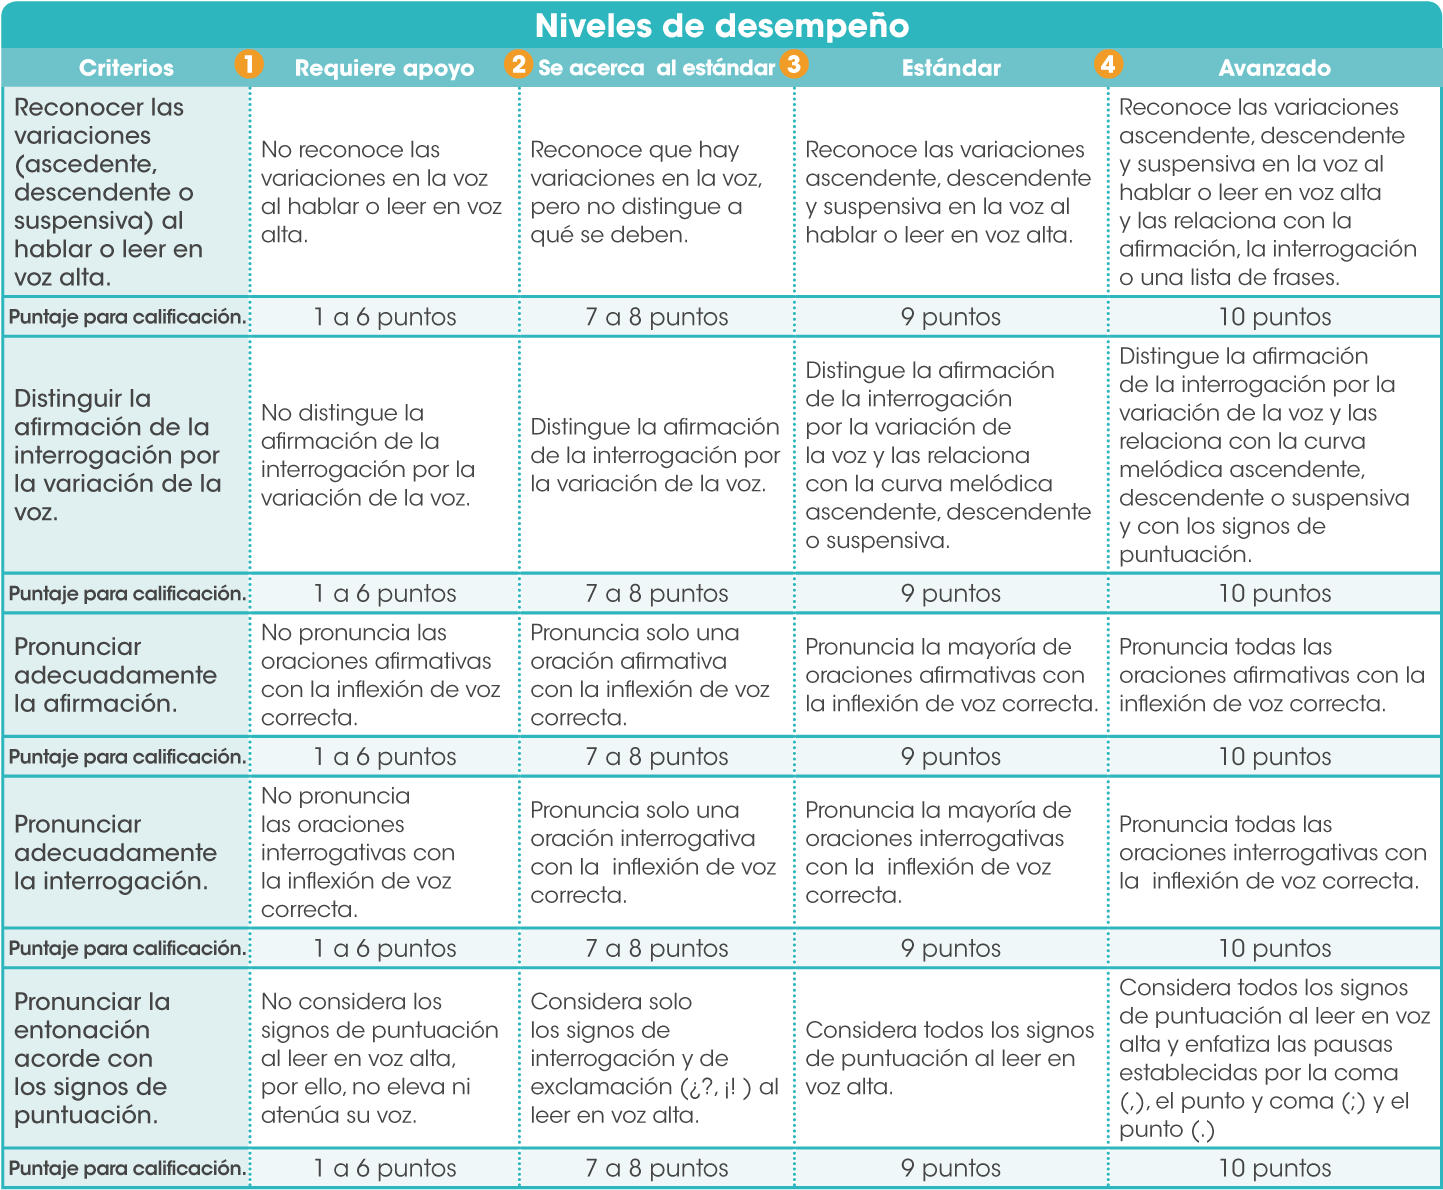 Niveles de desempeño
Criterios
1
Requiere apoyo
2
Se acerca al estándar
3
Estándar
4
Avanzado
Reconocer las
variaciones
(ascedente,
descendente o
suspensiva) al
hablar o leer en
voz alta.
No reconoce las
variaciones en la voz
al hablar o leer en voz
alta.
Reconoce que hay
variaciones en la voz,
pero no distingue a
qué se deben.
Reconoce las variaciones
ascendente, descendente
y suspensiva en la voz al
hablar o leer en voz alta.
Reconoce las variaciones
ascendente, descendente
y suspensiva en la voz al
hablar o leer en voz alta
y las relaciona con la
afirmación, la interrogación
o una lista de frases.
Puntaje para calificación.
1 a 6 puntos
7 a 8 puntos
9 puntos
10 puntos
Distinguir la
afirmación de la
interrogación por
la variación de la
voz.
No distingue la
afirmación de la
interrogación por la
variación de la voz.
Distingue la afirmación
de la interrogación por
la variación de la voz.
Distingue la afirmación
de la interrogación
por la variación de
la voz y las relaciona
con la curva melódica
ascendente, descendente
o suspensiva.
Distingue la afirmación
de la interrogación por la
variación de la voz y las
relaciona con la curva
melódica ascendente,
descendente o suspensiva
y con los signos de
puntuación.
Puntaje para calificación.
1 a 6 puntos
7 a 8 puntos
9 puntos
10 puntos
Pronunciar
adecuadamente
la afirmación.
No pronuncia las
oraciones afirmativas
con la inflexión de voz
correcta.
Pronuncia solo una
oración afirmativa
con la inflexión de voz
correcta.
Pronuncia la mayoría de
oraciones afirmativas con
la inflexión de voz correcta.
Pronuncia todas las
oraciones afirmativas con la
inflexión de voz correcta.
Puntaje para calificación.
1 a 6 puntos
7 a 8 puntos
9 puntos
10 puntos
Pronunciar
adecuadamente
la interrogación.
No pronuncia
las oraciones
interrogativas con
la inflexión de voz
correcta.
Pronuncia solo una
oración interrogativa
con la inflexión de voz
correcta.
Pronuncia la mayoría de
oraciones interrogativas
con la inflexión de voz
correcta.
Pronuncia todas las
oraciones interrogativas con
la inflexión de voz correcta.
Puntaje para calificación.
1 a 6 puntos
7 a 8 puntos
9 puntos
10 puntos
Pronunciar la
entonación
acorde con
los signos de
puntuación.
No considera los
signos de puntuación
al leer en voz alta,
por ello, no eleva ni
atenúa su voz.
Considera solo
los signos de
interrogación y de
exclamación (¿?, ¡! ) al
leer en voz alta.
Considera todos los signos
de puntuación al leer en
voz alta.
Considera todos los signos
de puntuación al leer en voz
alta y enfatiza las pausas
establecidas por la coma
(,), el punto y coma (;) y el
punto (.)
Puntaje para calificación.
1 a 6 puntos
7 a 8 puntos
9 puntos
10 puntos